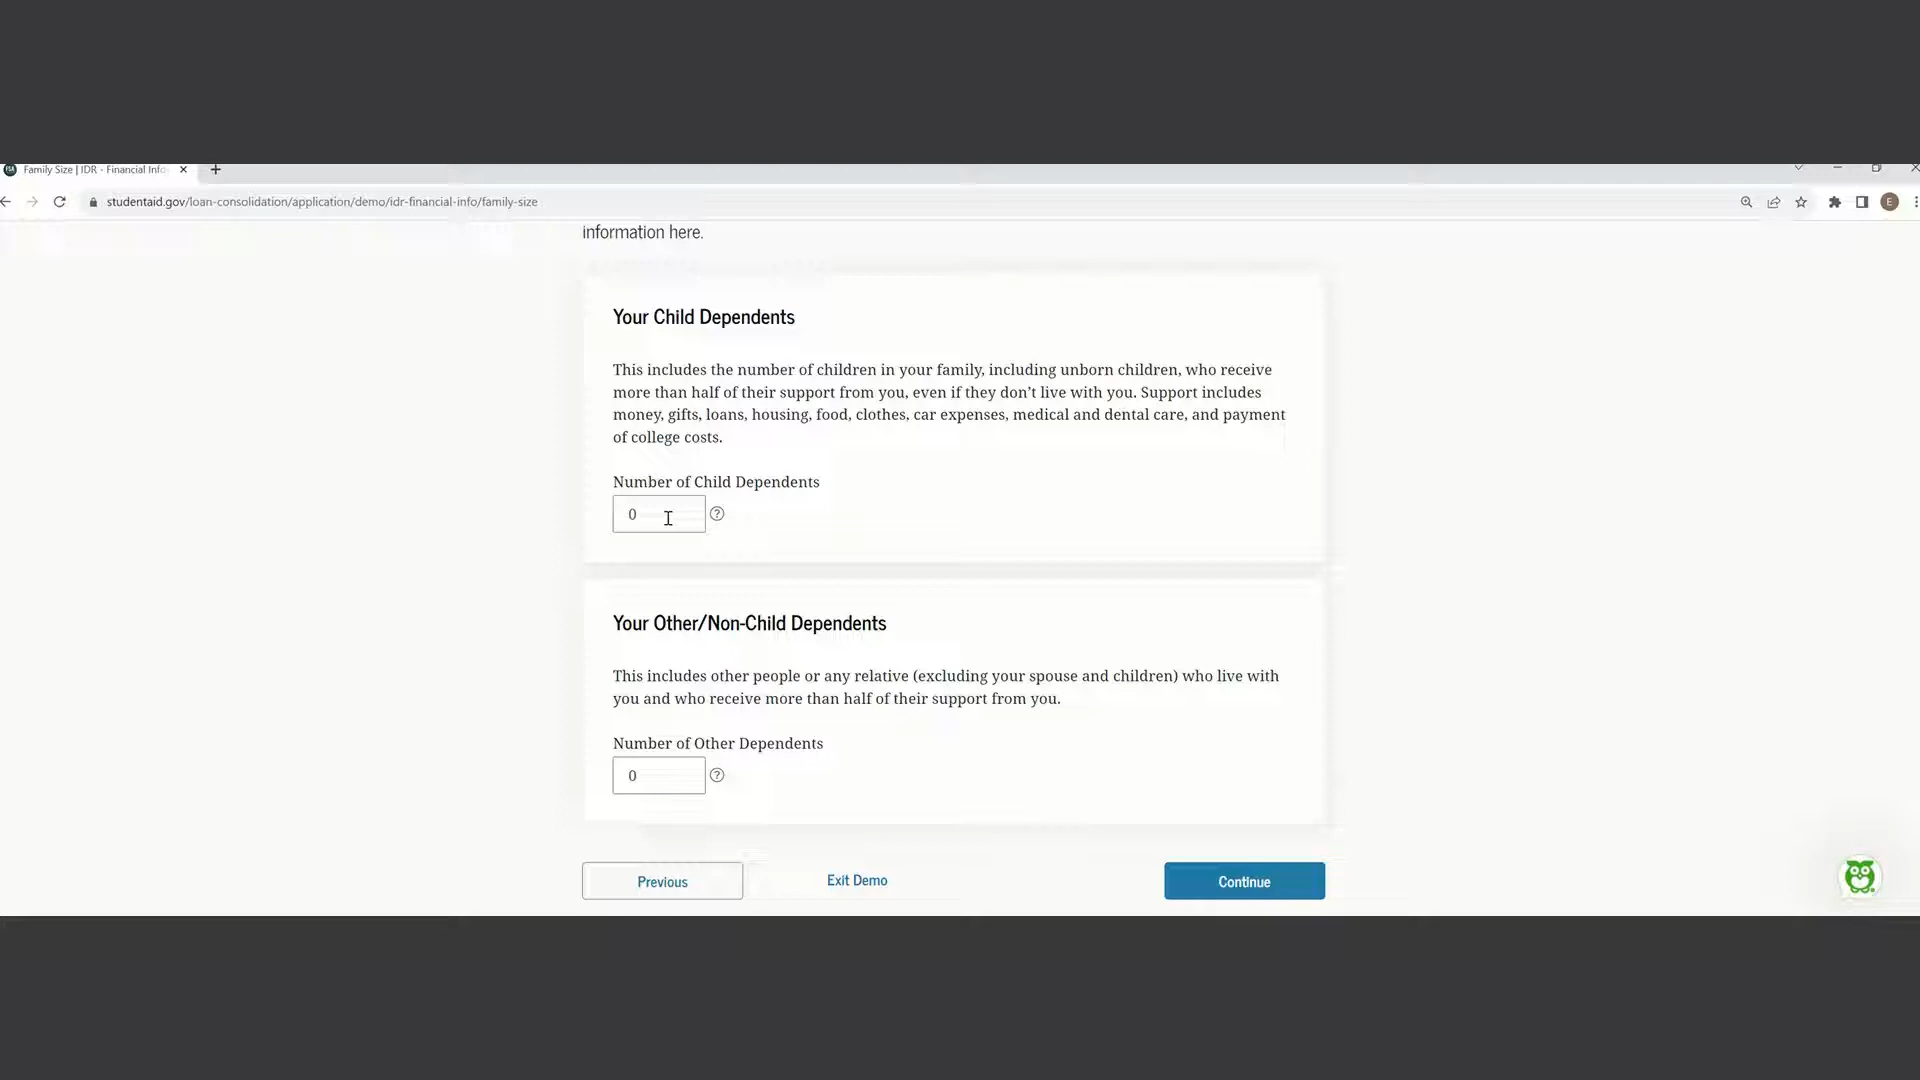 Family Size | IDR - Financial Info
studentaid.gov/loan-consolidation/application/demo/idr-financial-info/family-size
E
information here.
Your Child Dependents
This includes the number of children in your family, including unborn children, who receive
more than half of their support from you, even if they don’t live with you. Support includes
money, gifts, loans, housing, food, clothes, car expenses, medical and dental care, and payment
of college costs.
Number of Child Dependents
0
Your Other/Non-Child Dependents
This includes other people or any relative (excluding your spouse and children) who live with
you and who receive more than half of their support from you.
Number of Other Dependents
0
Previous
Exit Demo
Continue